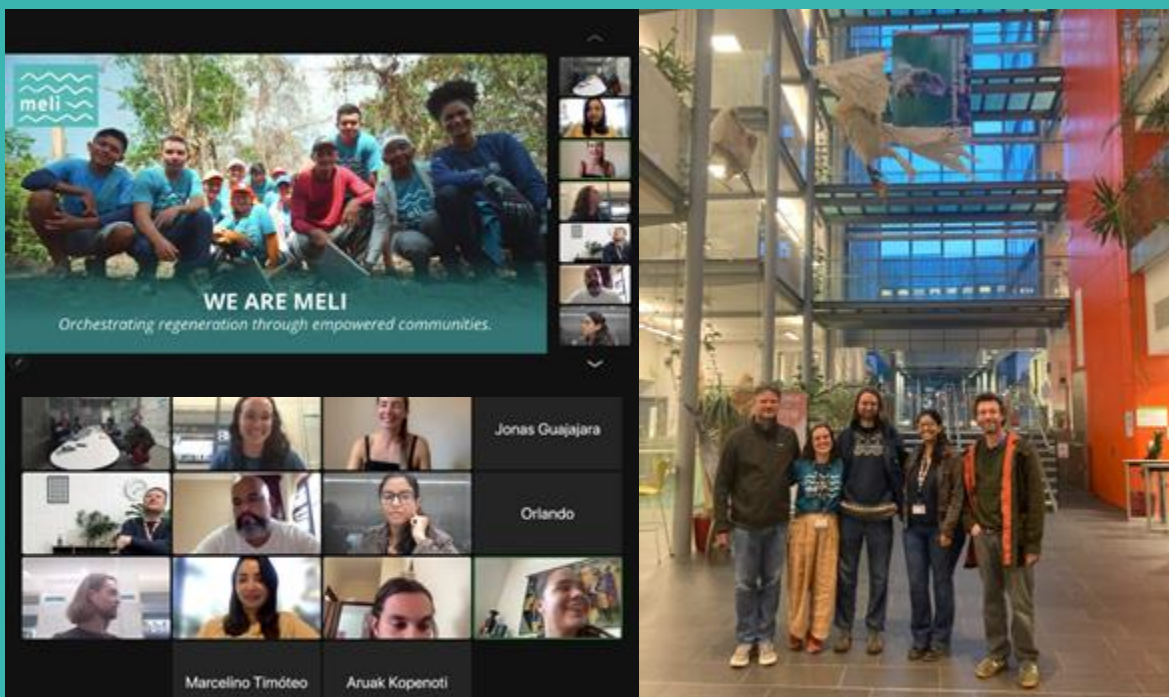 meli
WE ARE MELI
Orchestrating regeneration through empowered communities.
Jonas Guajajara
Orlando
Marcelino Timóteo
Aruak Kopenoti